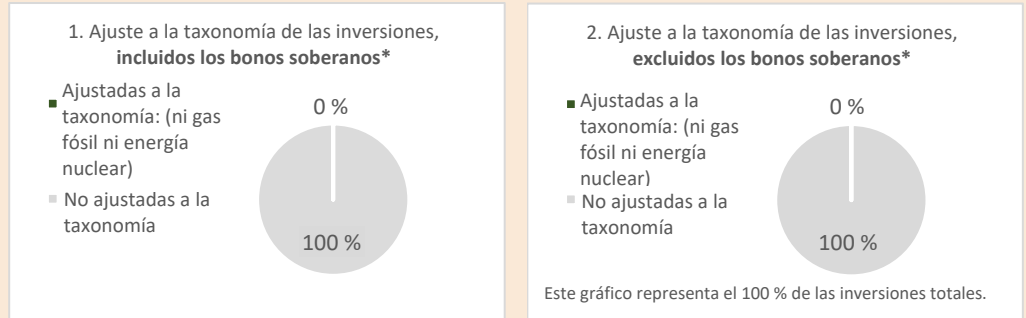 1. Ajuste a la taxonomía de las inversiones,
incluidos los bonos soberanos*
Ajustadas a la
taxonomía: (ni gas
fósil ni energía
nuclear)
No ajustadas a la
taxonomía
0 %
100 %
2. Ajuste a la taxonomía de las inversiones,
excluidos los bonos soberanos*
Ajustadas a la
taxonomía: (ni gas
fósil ni energía
nuclear)
No ajustadas a la
taxonomía
0 %
100 %
Este gráfico representa el 100 % de las inversiones totales.